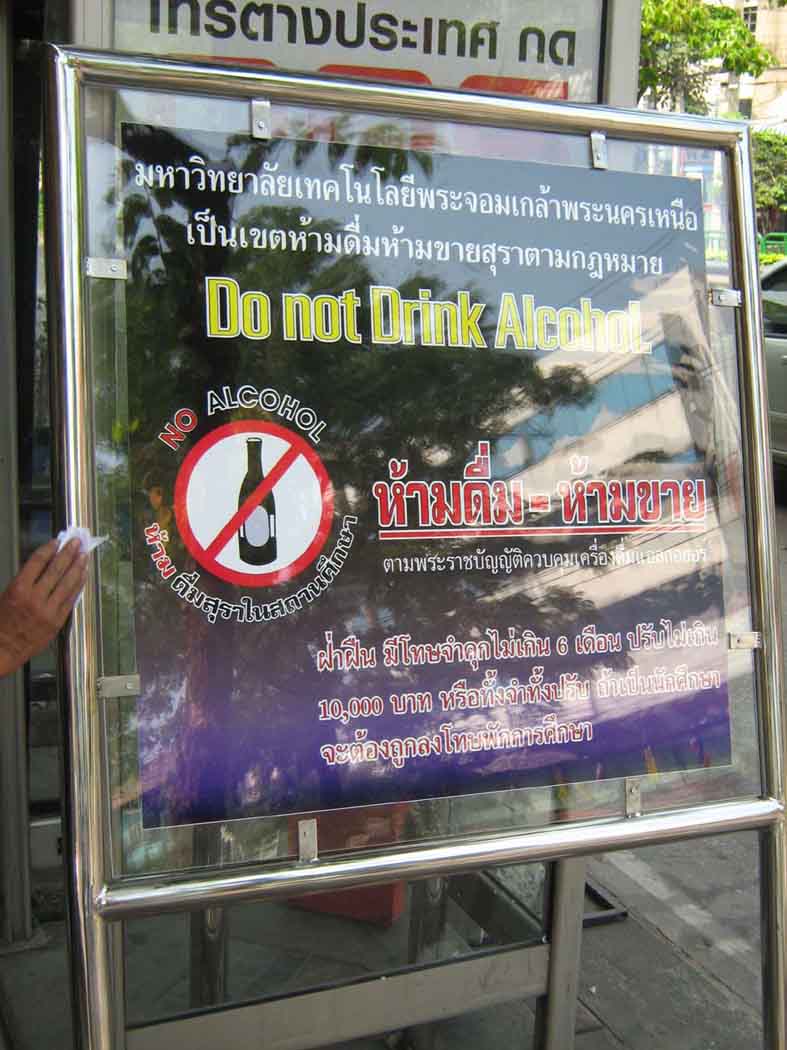 โทรต่างประเทศ กด
มหาวิทยาลัยเทคโนโลยีพระจอมเกล้าพระนครเหนือ
เป็นเขตห้ามดื่มห้ามขายสุราตามกฎหมาย
Do not Drink Alcohol.
NO ALCOHOL
ห้าม ดื่มสุราในสถานศึกษา
ห้ามดื่ม - ห้ามขาย
ตามพระราชบัญญัติควบคุมเครื่องดื่มแอลกอฮอร์
ฝ่าฝืน มีโทษจำคุกไม่เกิน 6 เดือน ปรับไม่เกิน
10,000 บาท หรือทั้งจำทั้งปรับ ถ้าเป็นนักศึกษา
จะต้องถูกลงโทษพักการศึกษา